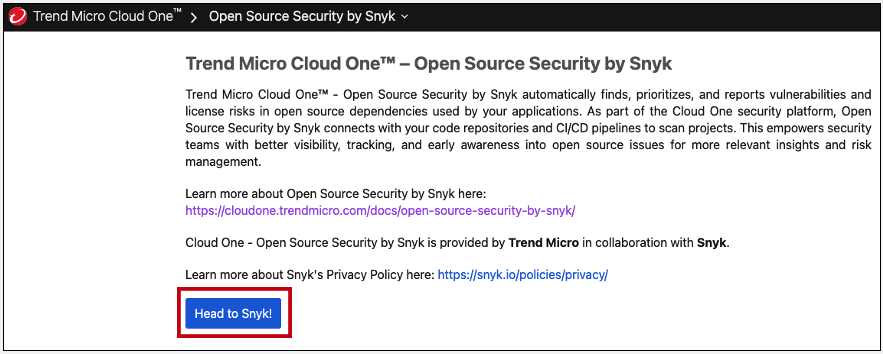 Trend Micro Cloud One™ > Open Source Security by Snyk
Trend Micro Cloud One™ – Open Source Security by Snyk
Trend Micro Cloud One™ - Open Source Security by Snyk automatically finds, prioritizes, and reports vulnerabilities and
license risks in open source dependencies used by your applications. As part of the Cloud One security platform, Open
Source Security by Snyk connects with your code repositories and CI/CD pipelines to scan projects. This empowers security
teams with better visibility, tracking, and early awareness into open source issues for more relevant insights and risk
management.
Learn more about Open Source Security by Snyk here:
https://cloudone.trendmicro.com/docs/open-source-security-by-snyk/
Cloud One - Open Source Security by Snyk is provided by Trend Micro in collaboration with Snyk.
Learn more about Snyk's Privacy Policy here: https://snyk.io/policies/privacy/
Head to Snyk!